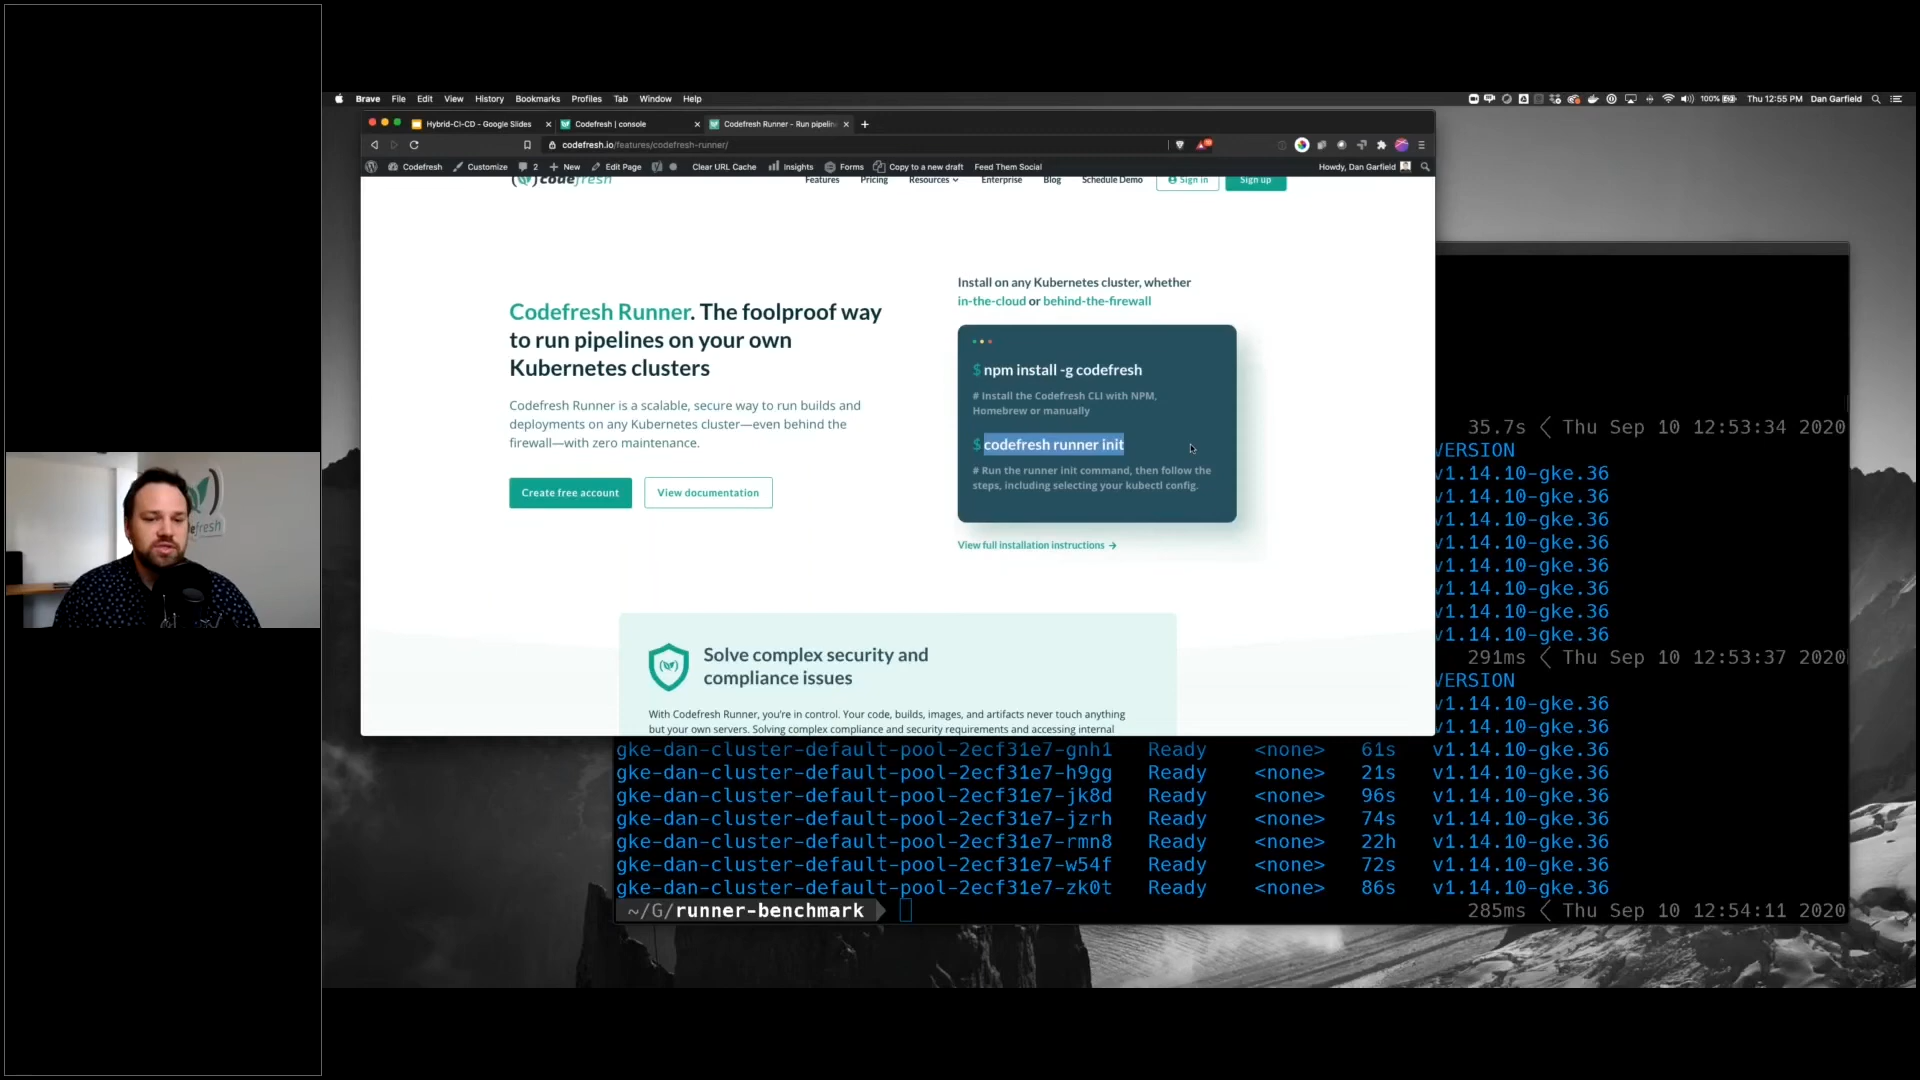 Brave File Edit View History Bookmarks Profiles Tab Window Help
100% Thu 12:55 PM Dan Garfield
Hybrid-CI-CD - Google Slides
Codefresh | console
Codefresh Runner - Run pipelin
codefresh.io/features/codefresh-runner/
Codefresh Customize 2 New Edit Page Clear URL Cache Insights Forms Copy to a new draft Feed Them Social
Howdy, Dan Garfield
codefresh
Features Pricing Resources Enterprise Blog Schedule Demo Sign in Sign up
Codefresh Runner. The foolproof way
to run pipelines on your own
Kubernetes clusters
Codefresh Runner is a scalable, secure way to run builds and
deployments on any Kubernetes cluster—even behind the
firewall—with zero maintenance.
Create free account
View documentation
Install on any Kubernetes cluster, whether
in-the-cloud or behind-the-firewall
$ npm install -g codefresh
# Install the Codefresh CLI with NPM,
Homebrew or manually
$ codefresh runner init
# Run the runner init command, then follow the
steps, including selecting your kubectl config.
View full installation instructions →
Solve complex security and
compliance issues
With Codefresh Runner, you're in control. Your code, builds, images, and artifacts never touch anything
but your own servers. Solving complex compliance and security requirements and accessing internal
35.7s < Thu Sep 10 12:53:34 2020
VERSION
v1.14.10-gke.36
v1.14.10-gke.36
v1.14.10-gke.36
v1.14.10-gke.36
v1.14.10-gke.36
v1.14.10-gke.36
v1.14.10-gke.36
v1.14.10-gke.36
291ms < Thu Sep 10 12:53:37 2020
VERSION
v1.14.10-gke.36
v1.14.10-gke.36
gke-dan-cluster-default-pool-2ecf31e7-gnh1 Ready <none> 61s v1.14.10-gke.36
gke-dan-cluster-default-pool-2ecf31e7-h9gg Ready <none> 21s v1.14.10-gke.36
gke-dan-cluster-default-pool-2ecf31e7-jk8d Ready <none> 96s v1.14.10-gke.36
gke-dan-cluster-default-pool-2ecf31e7-jzrh Ready <none> 74s v1.14.10-gke.36
gke-dan-cluster-default-pool-2ecf31e7-rmn8 Ready <none> 22h v1.14.10-gke.36
gke-dan-cluster-default-pool-2ecf31e7-w54f Ready <none> 72s v1.14.10-gke.36
gke-dan-cluster-default-pool-2ecf31e7-zk0t Ready <none> 86s v1.14.10-gke.36
~/G/runner-benchmark 285ms < Thu Sep 10 12:54:11 2020